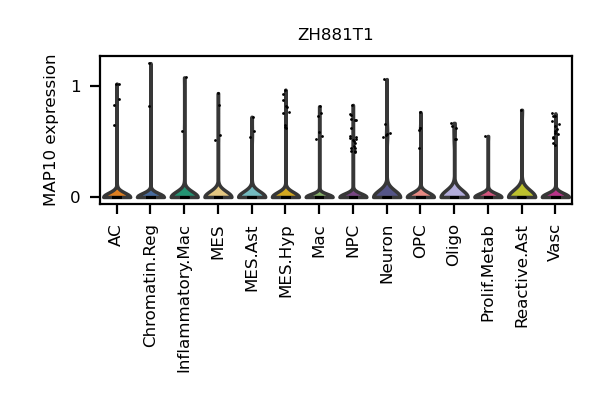 ZH881T1
MAP10 expression
1
0
AC
Chromatin.Reg
Inflammatory.Mac
MES
MES.Ast
MES.Hyp
Mac
NPC
Neuron
OPC
Oligo
Prolif.Metab
Reactive.Ast
Vasc